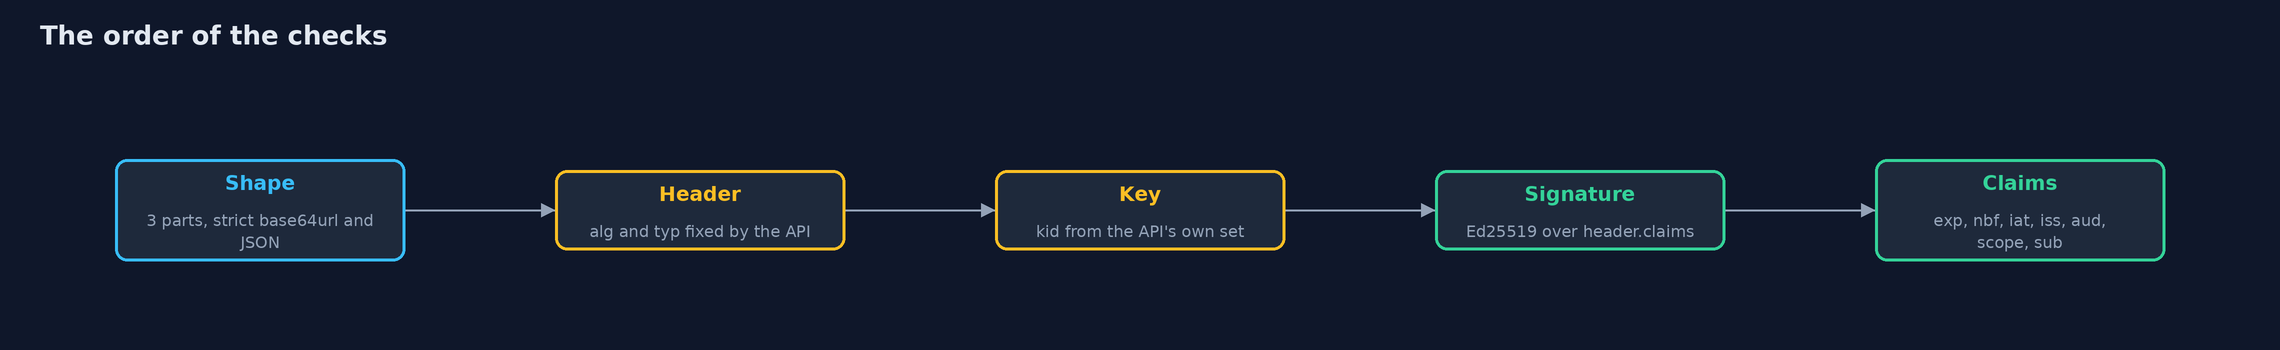 The order of the checks
Shape
3 parts, strict base64url and
JSON
Header
alg and typ fixed by the API
Key
kid from the API's own set
Signature
Ed25519 over header.claims
Claims
exp, nbf, iat, iss, aud,
scope, sub